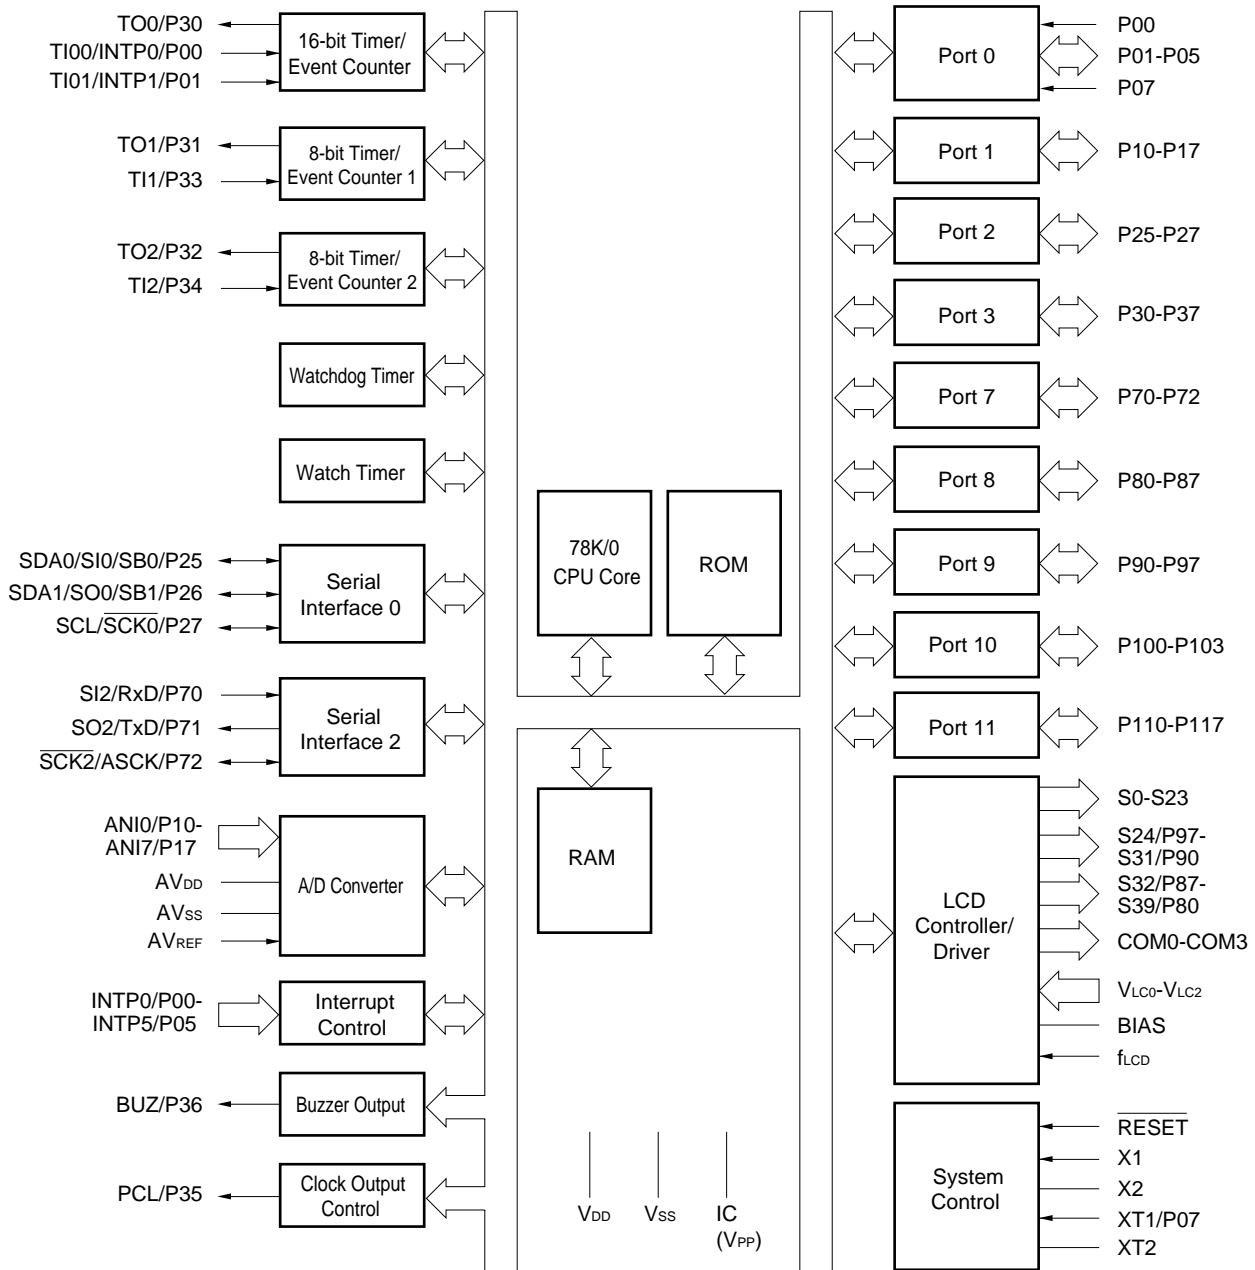 TO0/P30
TI00/INTP0/P00
TI01/INTP1/P01
16-bit Timer/
Event Counter
TO1/P31
TI1/P33
8-bit Timer/
Event Counter 1
TO2/P32
TI2/P34
8-bit Timer/
Event Counter 2
Watchdog Timer
Watch Timer
SDA0/SI0/SB0/P25
SDA1/SO0/SB1/P26
SCL/S̅C̅K̅0̅/P27
Serial
Interface 0
SI2/RxD/P70
SO2/TxD/P71
S̅C̅K̅2̅/ASCK/P72
Serial
Interface 2
ANI0/P10-
ANI7/P17
AVDD
AVSS
AVREF
A/D Converter
INTP0/P00-
INTP5/P05
Interrupt
Control
BUZ/P36
Buzzer Output
PCL/P35
Clock Output
Control
78K/0
CPU Core
ROM
RAM
VDD
VSS
IC
(VPP)
Port 0
P00
P01-P05
P07
Port 1
P10-P17
Port 2
P25-P27
Port 3
P30-P37
Port 7
P70-P72
Port 8
P80-P87
Port 9
P90-P97
Port 10
P100-P103
Port 11
P110-P117
LCD
Controller/
Driver
S0-S23
S24/P97-
S31/P90
S32/P87-
S39/P80
COM0-COM3
VLC0-VLC2
BIAS
fLCD
System
Control
R̅E̅S̅E̅T̅
X1
X2
XT1/P07
XT2